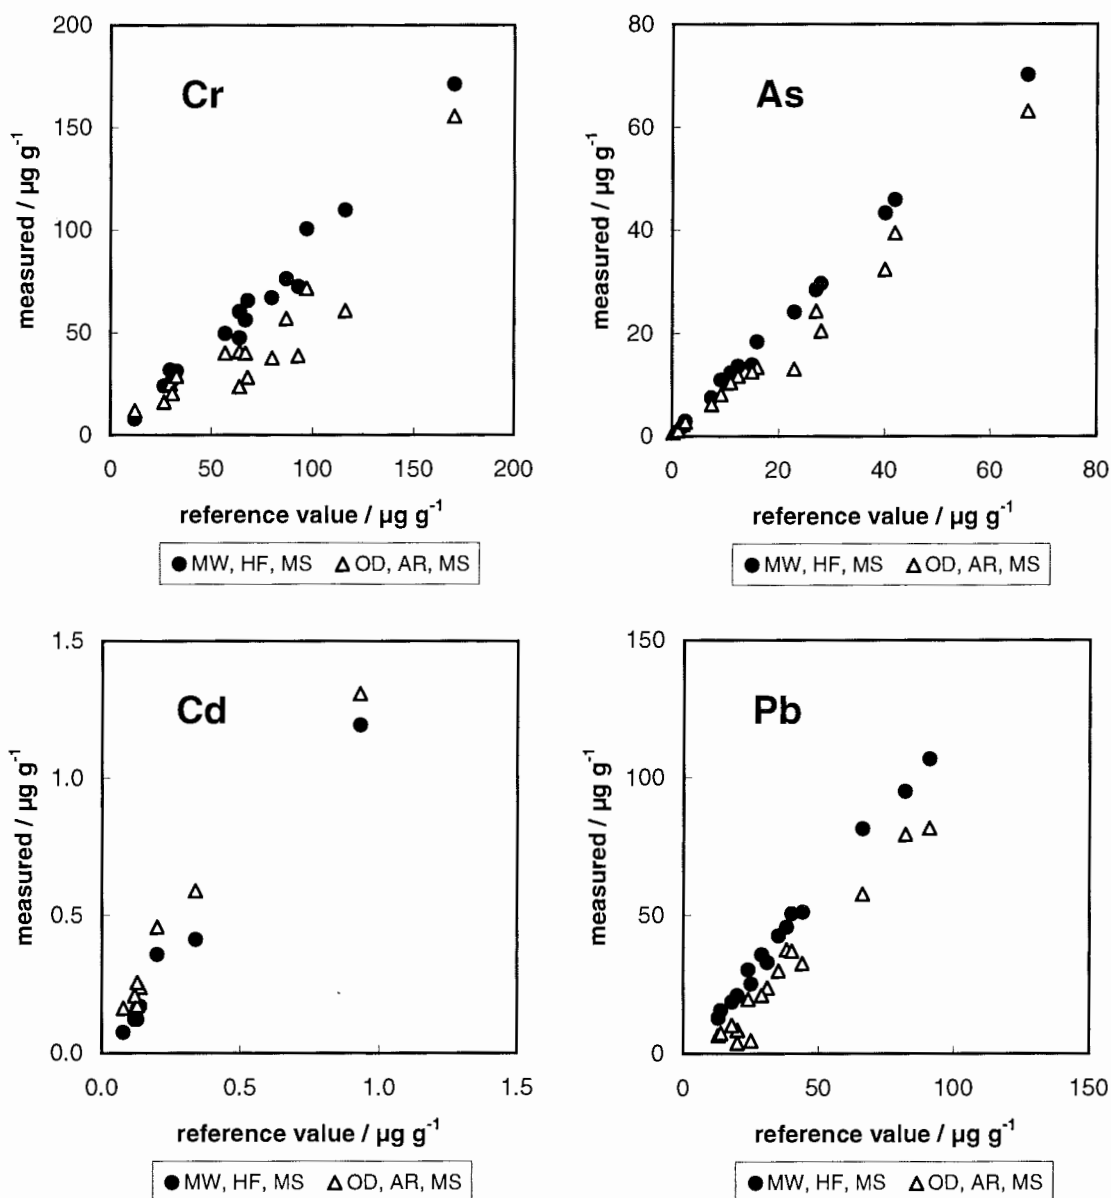 Cr
measured / µg g⁻¹
200
150
100
50
0
0 50 100 150 200
reference value / µg g⁻¹
MW, HF, MS OD, AR, MS
As
measured / µg g⁻¹
80
60
40
20
0
0 20 40 60 80
reference value / µg g⁻¹
MW, HF, MS OD, AR, MS
Cd
measured / µg g⁻¹
1.5
1.0
0.5
0.0
0.0 0.5 1.0 1.5
reference value / µg g⁻¹
MW, HF, MS OD, AR, MS
Pb
measured / µg g⁻¹
150
100
50
0
0 50 100 150
reference value / µg g⁻¹
MW, HF, MS OD, AR, MS